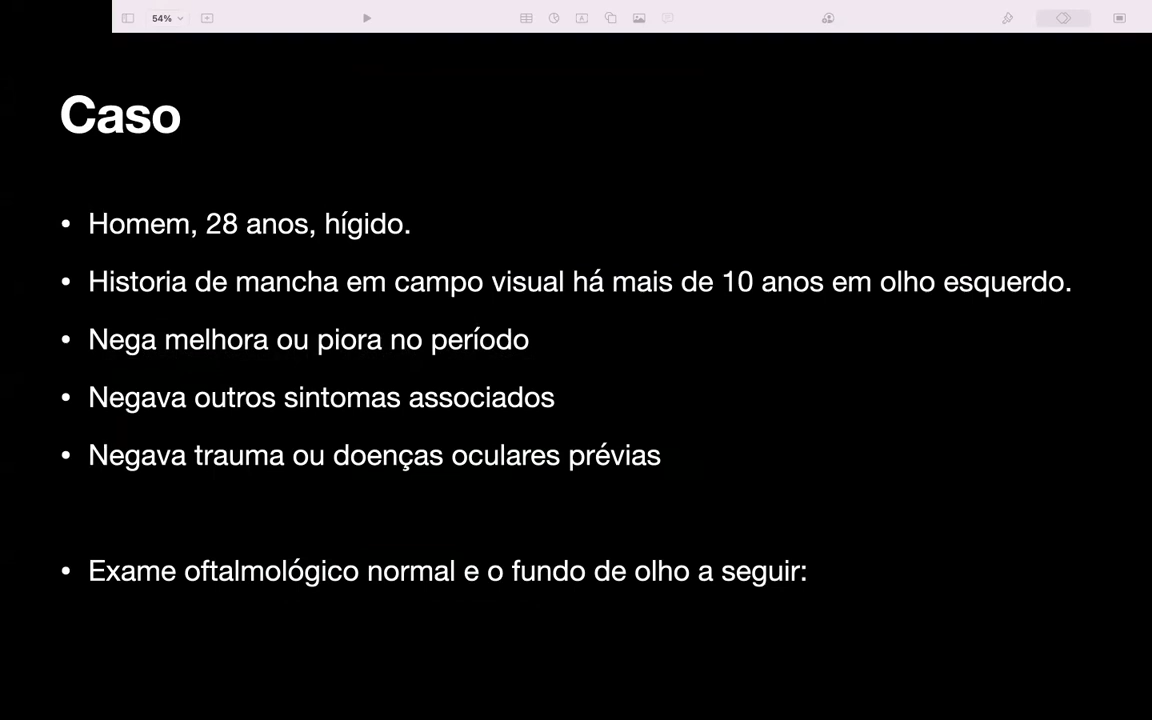 54%
Caso
• Homem, 28 anos, hígido.
• Historia de mancha em campo visual há mais de 10 anos em olho esquerdo.
• Nega melhora ou piora no período
• Negava outros sintomas associados
• Negava trauma ou doenças oculares prévias
• Exame oftalmológico normal e o fundo de olho a seguir: